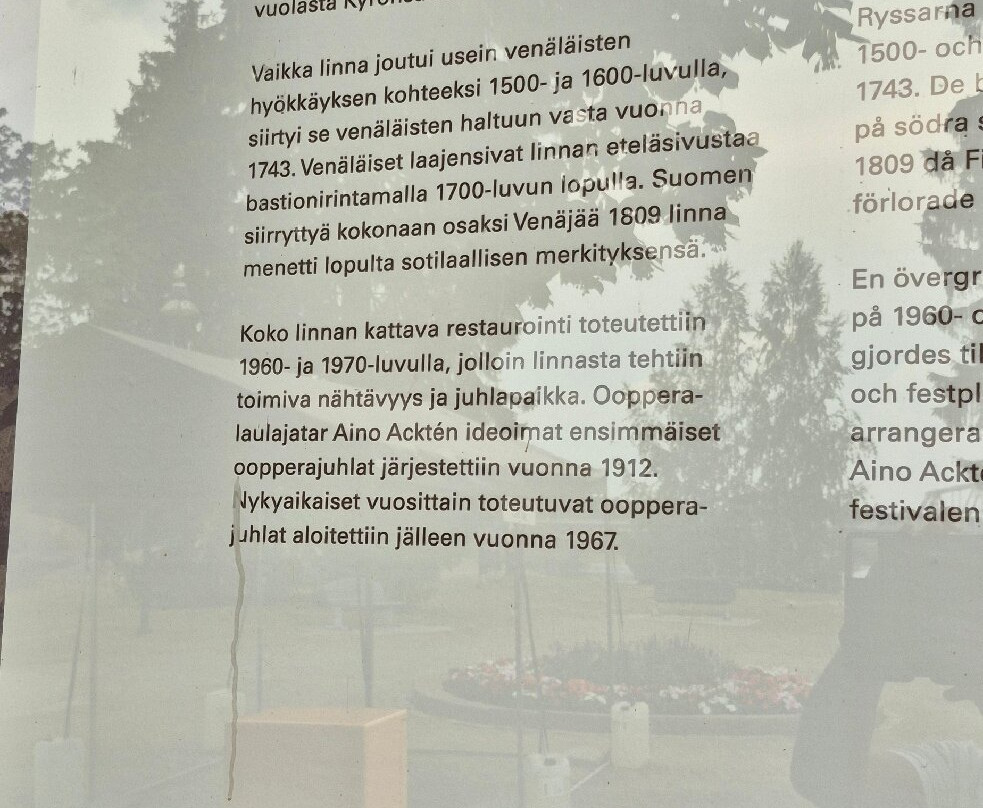 vuolasta
Vaikka linna joutui usein venäläisten
hyökkäyksen kohteeksi 1500- ja 1600-luvulla,
siirtyi se venäläisten haltuun vasta vuonna
1743. Venäläiset laajensivat linnan eteläsivustaa
bastionirintamalla 1700-luvun lopulla. Suomen
siirryttyä kokonaan osaksi Venäjää 1809 linna
menetti lopulta sotilaallisen merkityksensä.
Koko linnan kattava restaurointi toteutettiin
1960- ja 1970-luvulla, jolloin linnasta tehtiin
toimiva nähtävyys ja juhlapaikka. Ooppera-
laulajatar Aino Acktén ideoimat ensimmäiset
oopperajuhlat järjestettiin vuonna 1912.
Nykyaikaiset vuosittain toteutuvat ooppera-
juhlat aloitettiin jälleen vuonna 1967.
Ryssarna
1500- och
1743. De
på södra
1809 då
förlorade
En övergr
på 1960-
gjordes til
och festpl
arrangera
Aino Ackt
festivalen